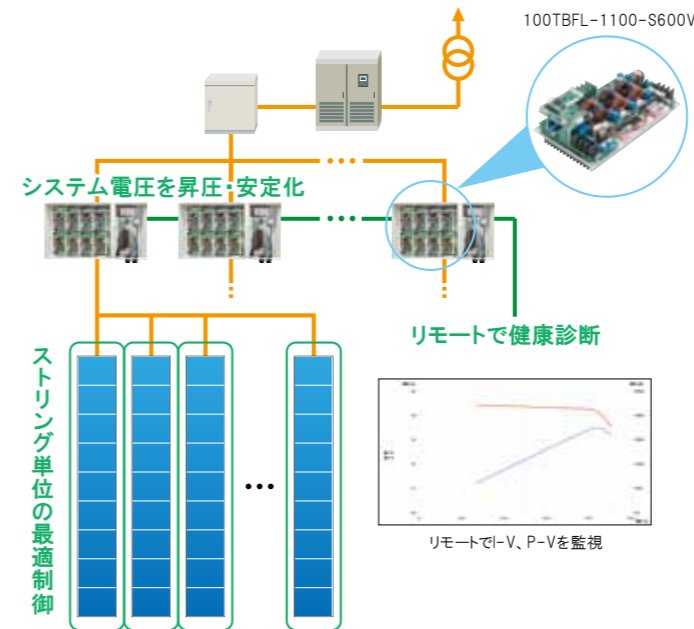 100TBFL-1100-S600V
システム電圧を昇圧・安定化
リモートで健康診断
ストリング単位の最適制御
リモートでI-V、P-Vを監視